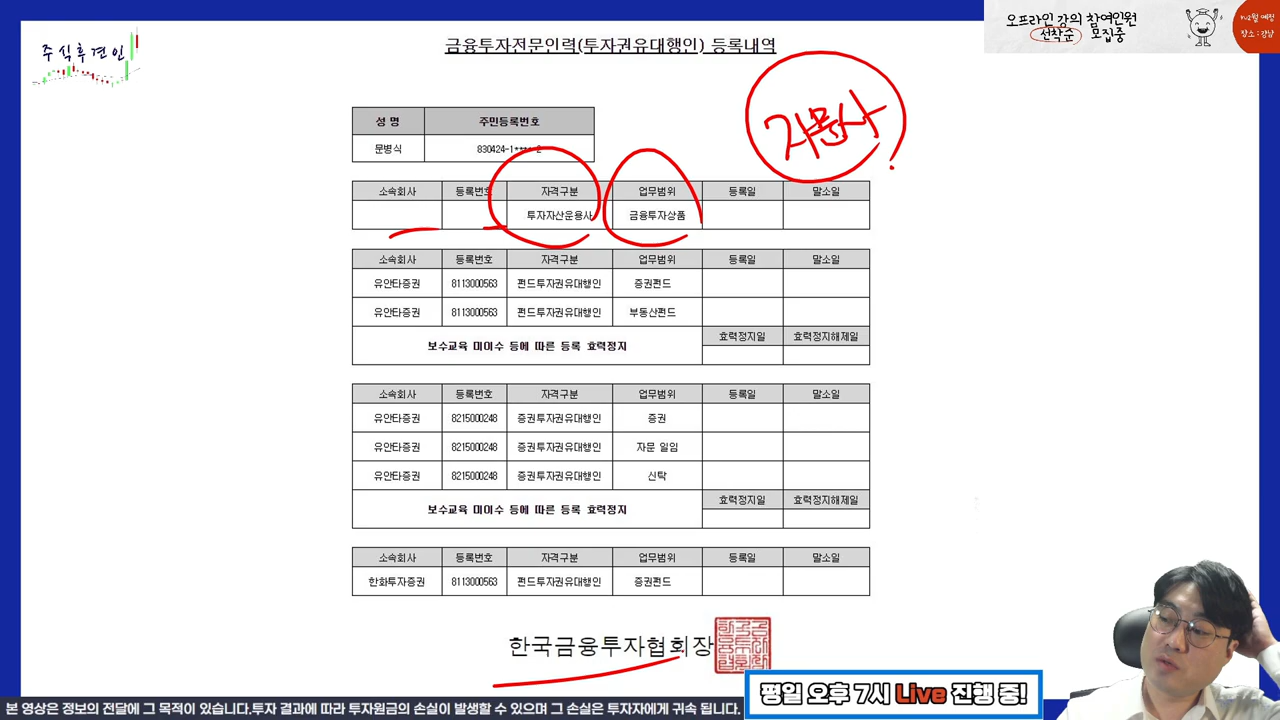 주식후견인
금융투자전문인력(투자권유대행인) 등록내역
오프라인 강의 참여인원
선착순 모집중
장소 : 강남
자문사
성 명 주민등록번호
문병식 830424-1****-2
소속회사 등록번호 자격구분 업무범위 등록일 말소일
투자자산운용사 금융투자상품
소속회사 등록번호 자격구분 업무범위 등록일 말소일
유안타증권 8113000563 펀드투자권유대행인 증권펀드
유안타증권 8113000563 펀드투자권유대행인 부동산펀드
보수교육 미이수 등에 따른 등록 효력정지 효력정지일 효력정지해제일
소속회사 등록번호 자격구분 업무범위 등록일 말소일
유안타증권 8215000248 증권투자권유대행인 증권
유안타증권 8215000248 증권투자권유대행인 자문 일임
유안타증권 8215000248 증권투자권유대행인 신탁
보수교육 미이수 등에 따른 등록 효력정지 효력정지일 효력정지해제일
소속회사 등록번호 자격구분 업무범위 등록일 말소일
한화투자증권 8113000563 펀드투자권유대행인 증권펀드
한국금융투자협회장
평일 오후 7시 Live 진행 중!
본 영상은 정보의 전달에 그 목적이 있습니다.투자 결과에 따라 투자원금의 손실이 발생할 수 있으며 그 손실은 투자자에게 귀속 됩니다.